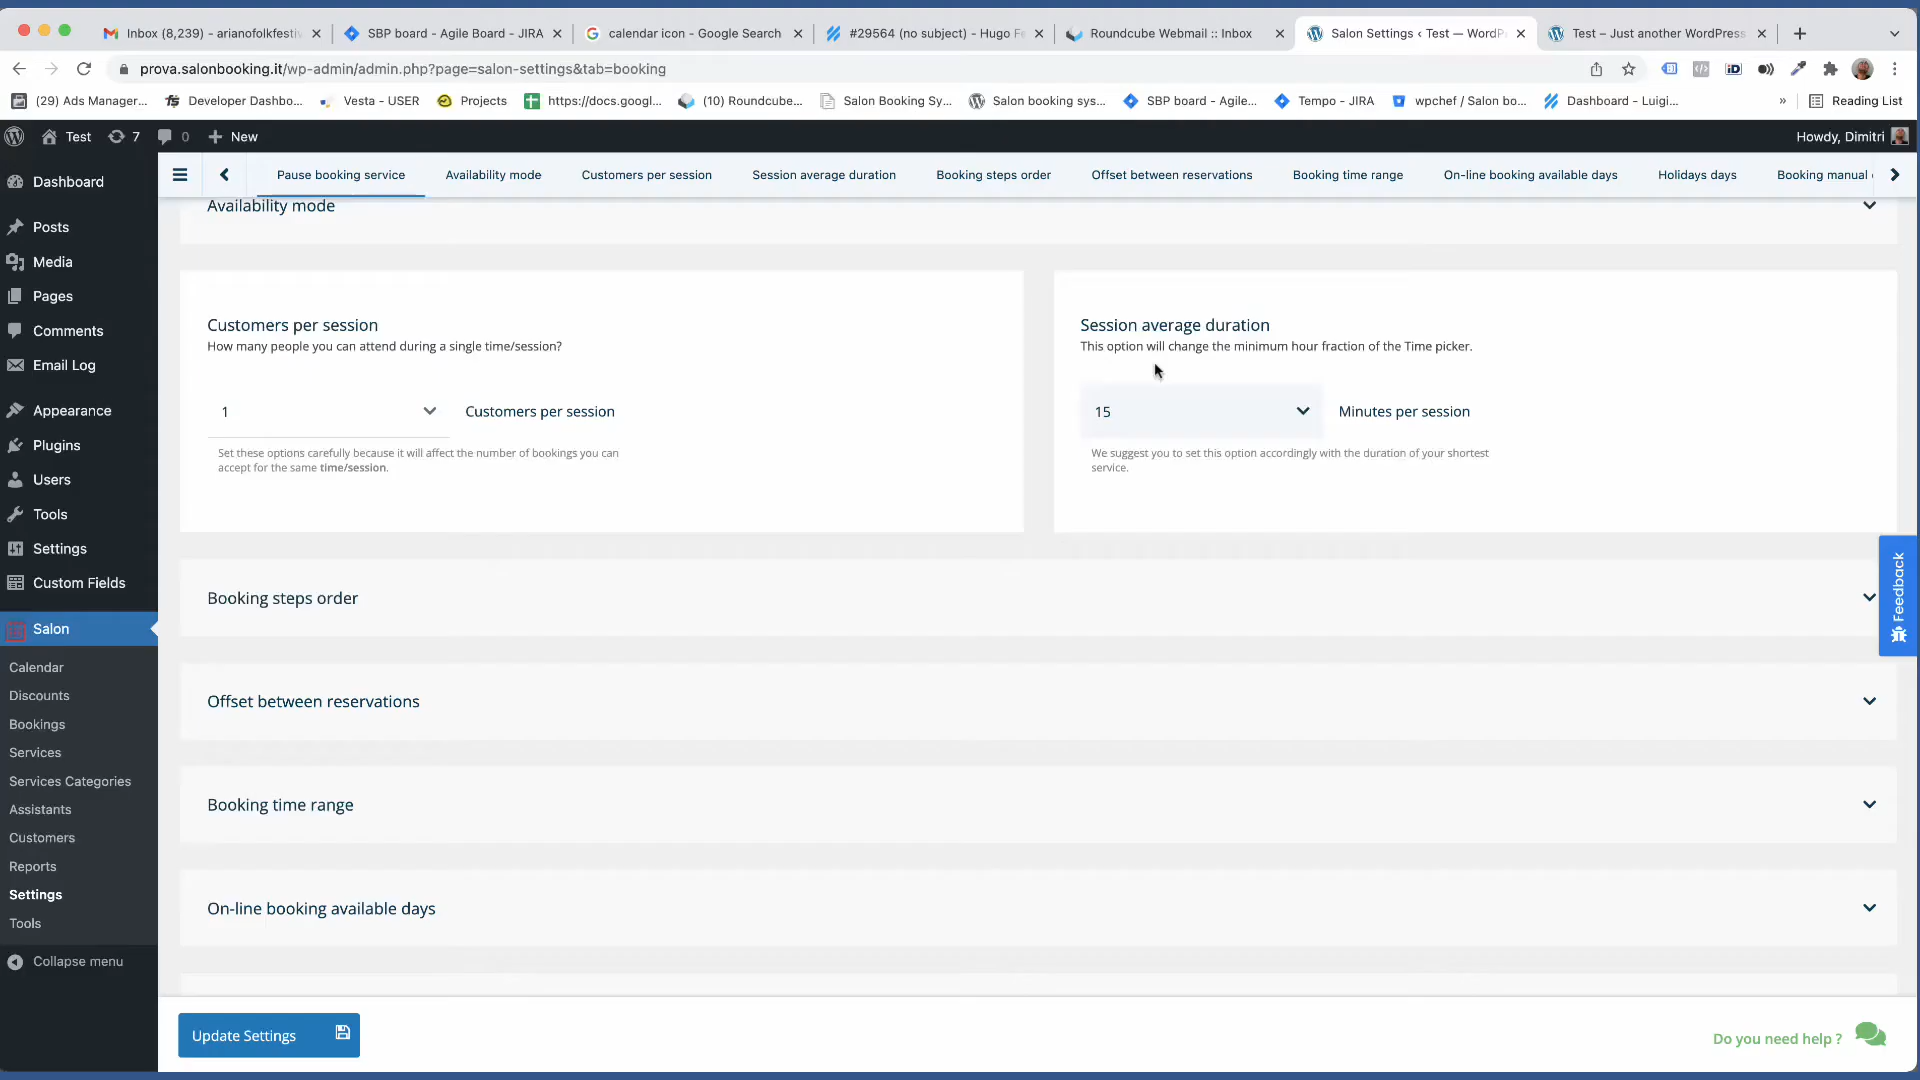 Inbox (8,239) - arianofolkfestiv
SBP board - Agile Board - JIRA
calendar icon - Google Search
#29564 (no subject) - Hugo Fe
Roundcube Webmail :: Inbox
Salon Settings ‹ Test — WordP
Test – Just another WordPress
prova.salonbooking.it/wp-admin/admin.php?page=salon-settings&tab=booking
(29) Ads Manager...
Developer Dashbo...
Vesta - USER
Projects
https://docs.googl...
(10) Roundcube...
Salon Booking Sy...
Salon booking sys...
SBP board - Agile...
Tempo - JIRA
wpchef / Salon bo...
Dashboard - Luigi...
»
Reading List
Test
7
0
New
Howdy, Dimitri
Dashboard
Posts
Media
Pages
Comments
Email Log
Appearance
Plugins
Users
Tools
Settings
Custom Fields
Salon
Calendar
Discounts
Bookings
Services
Services Categories
Assistants
Customers
Reports
Settings
Tools
Collapse menu
Pause booking service
Availability mode
Customers per session
Session average duration
Booking steps order
Offset between reservations
Booking time range
On-line booking available days
Holidays days
Booking manual
Availability mode
Customers per session
How many people you can attend during a single time/session?
1
Customers per session
Set these options carefully because it will affect the number of bookings you can
accept for the same time/session.
Session average duration
This option will change the minimum hour fraction of the Time picker.
15
Minutes per session
We suggest you to set this option accordingly with the duration of your shortest
service.
Booking steps order
Offset between reservations
Booking time range
On-line booking available days
Feedback
Update Settings
Do you need help ?